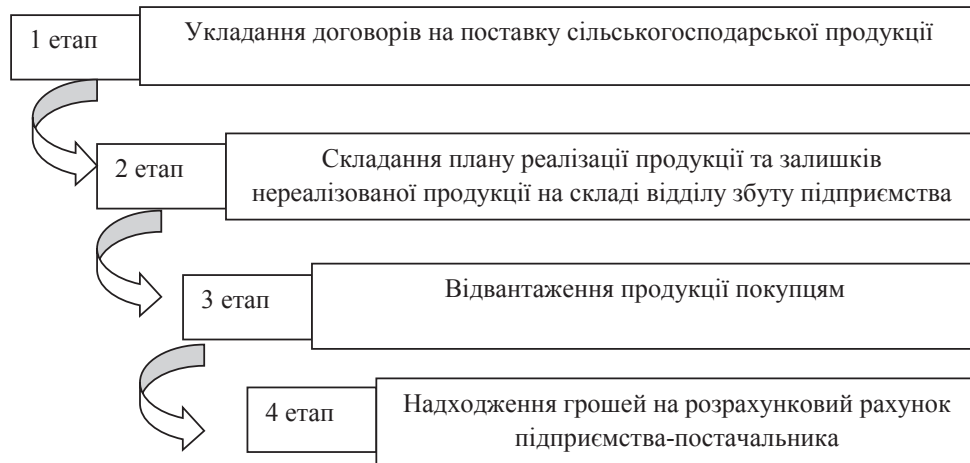 1 етап
Укладання договорів на поставку сільськогосподарської продукції
2 етап
Складання плану реалізації продукції та залишків
нереалізованої продукції на складі відділу збуту підприємства
3 етап
Відвантаження продукції покупцям
4 етап
Надходження грошей на розрахунковий рахунок
підприємства-постачальника